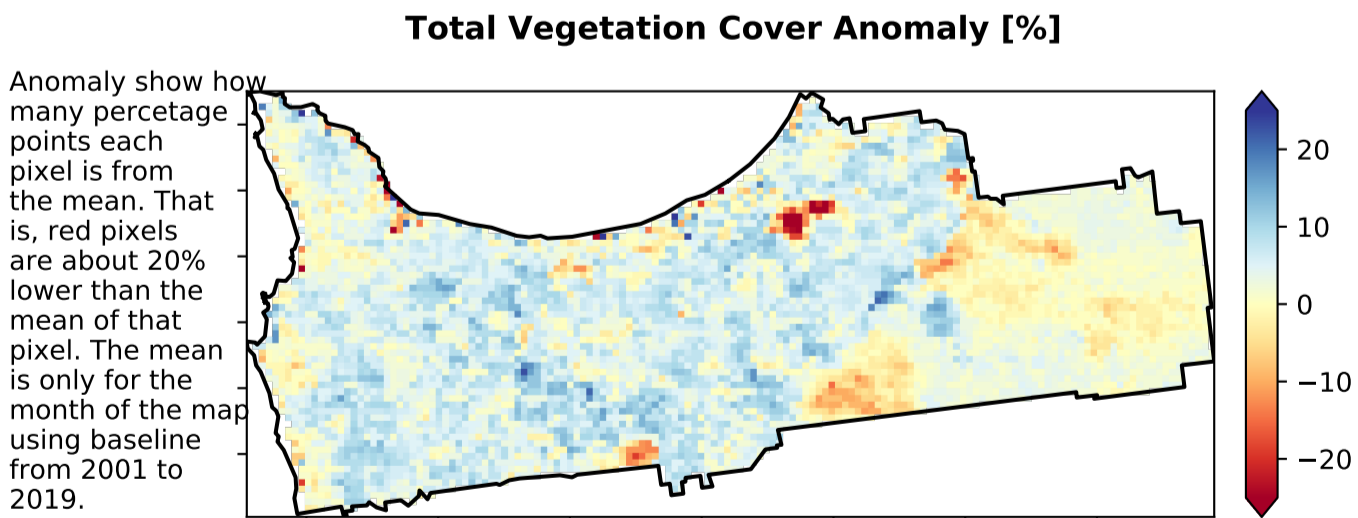 Total Vegetation Cover Anomaly [%]
Anomaly show how
many percetage
points each
pixel is from
the mean. That
is, red pixels
are about 20%
lower than the
mean of that
pixel. The mean
is only for the
month of the map
using baseline
from 2001 to
2019.
20
10
0
−10
−20